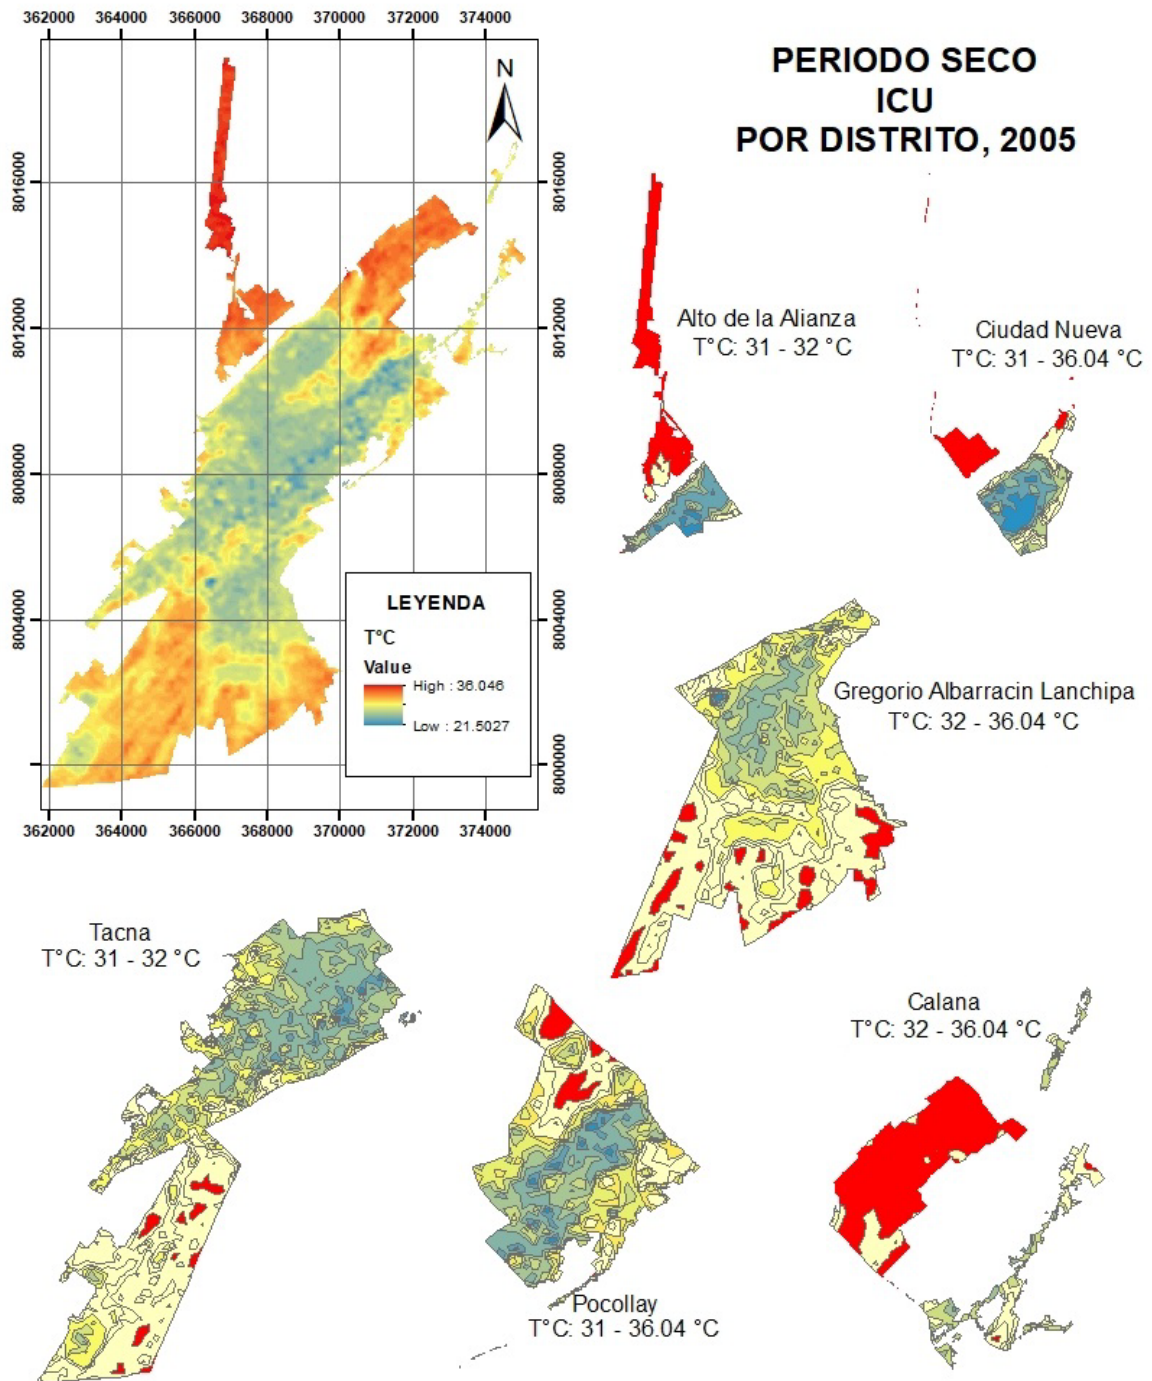 362000 364000 366000 368000 370000 372000 374000
N
PERIODO SECO
ICU
POR DISTRITO, 2005
8016000
8016000
8012000
8012000
8008000
8008000
8004000
8004000
8000000
LEYENDA
T°C
Value
High : 36.046
Low : 21.5027
362000 364000 366000 368000 370000 372000 374000
Alto de la Alianza
T°C: 31 - 32 °C
Ciudad Nueva
T°C: 31 - 36.04 °C
Gregorio Albarracin Lanchipa
T°C: 32 - 36.04 °C
Tacna
T°C: 31 - 32 °C
Calana
T°C: 32 - 36.04 °C
Pocollay
T°C: 31 - 36.04 °C